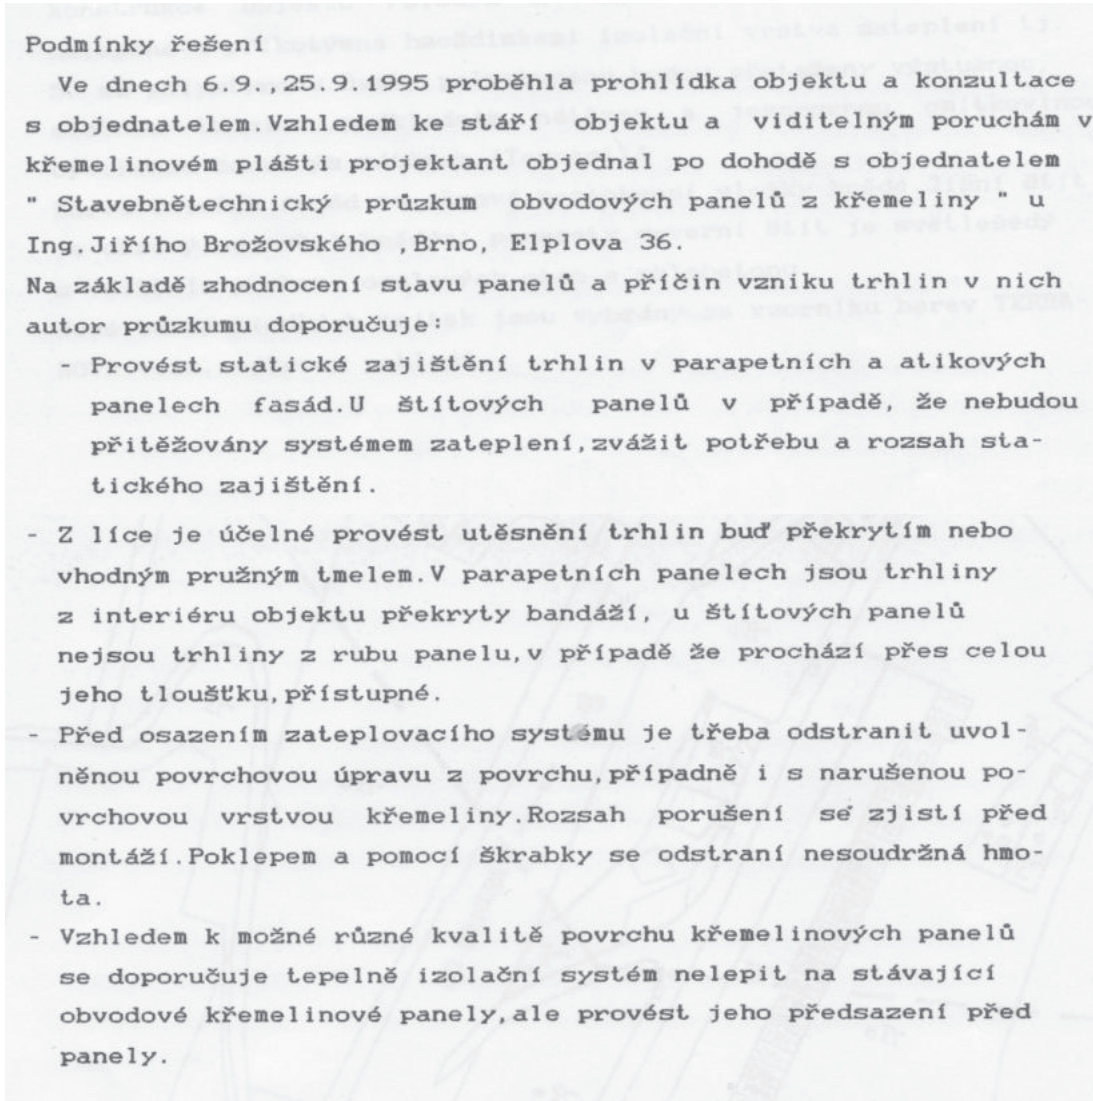 Podmínky řešení
Ve dnech 6.9.,25.9.1995 proběhla prohlídka objektu a konzultace
s objednatelem.Vzhledem ke stáří objektu a viditelným poruchám v
křemelinovém plášti projektant objednal po dohodě s objednatelem
" Stavebnětechnický průzkum obvodových panelů z křemeliny " u
Ing.Jiřího Brožovského ,Brno, Elplova 36.
Na základě zhodnocení stavu panelů a příčin vzniku trhlin v nich
autor průzkumu doporučuje:
- Provést statické zajištění trhlin v parapetních a atikových
panelech fasád.U štítových panelů v případě, že nebudou
přitěžovány systémem zateplení,zvážit potřebu a rozsah sta-
tického zajištění.
- Z líce je účelné provést utěsnění trhlin buď překrytím nebo
vhodným pružným tmelem.V parapetních panelech jsou trhliny
z interiéru objektu překryty bandáží, u štítových panelů
nejsou trhliny z rubu panelu,v případě že prochází přes celou
jeho tloušťku,přístupné.
- Před osazením zateplovacího systému je třeba odstranit uvol-
něnou povrchovou úpravu z povrchu,případně i s narušenou po-
vrchovou vrstvou křemeliny.Rozsah porušení se zjistí před
montáží.Poklepem a pomocí škrabky se odstraní nesoudržná hmo-
ta.
- Vzhledem k možné různé kvalitě povrchu křemelinových panelů
se doporučuje tepelně izolační systém nelepit na stávající
obvodové křemelinové panely,ale provést jeho předsazení před
panely.